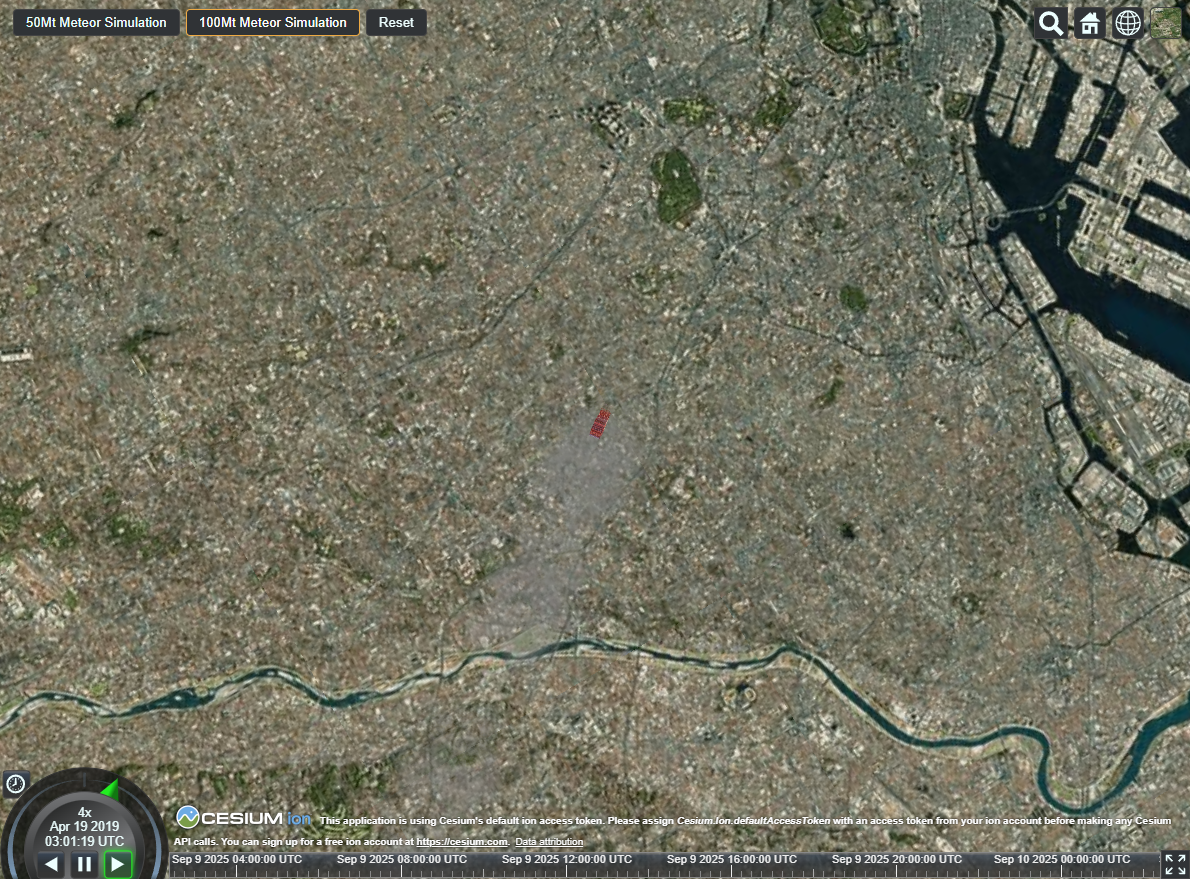 50Mt Meteor Simulation 100Mt Meteor Simulation Reset
4x
Apr 19 2019
03:01:19 UTC
CESIUM ion This application is using Cesium's default ion access token. Please assign Cesium.Ion.defaultAccessToken with an access token from your ion account before making any Cesium
API calls. You can sign up for a free ion account at https://cesium.com. Data attribution
Sep 9 2025 04:00:00 UTC Sep 9 2025 08:00:00 UTC Sep 9 2025 12:00:00 UTC Sep 9 2025 16:00:00 UTC Sep 9 2025 20:00:00 UTC Sep 10 2025 00:00:00 UTC